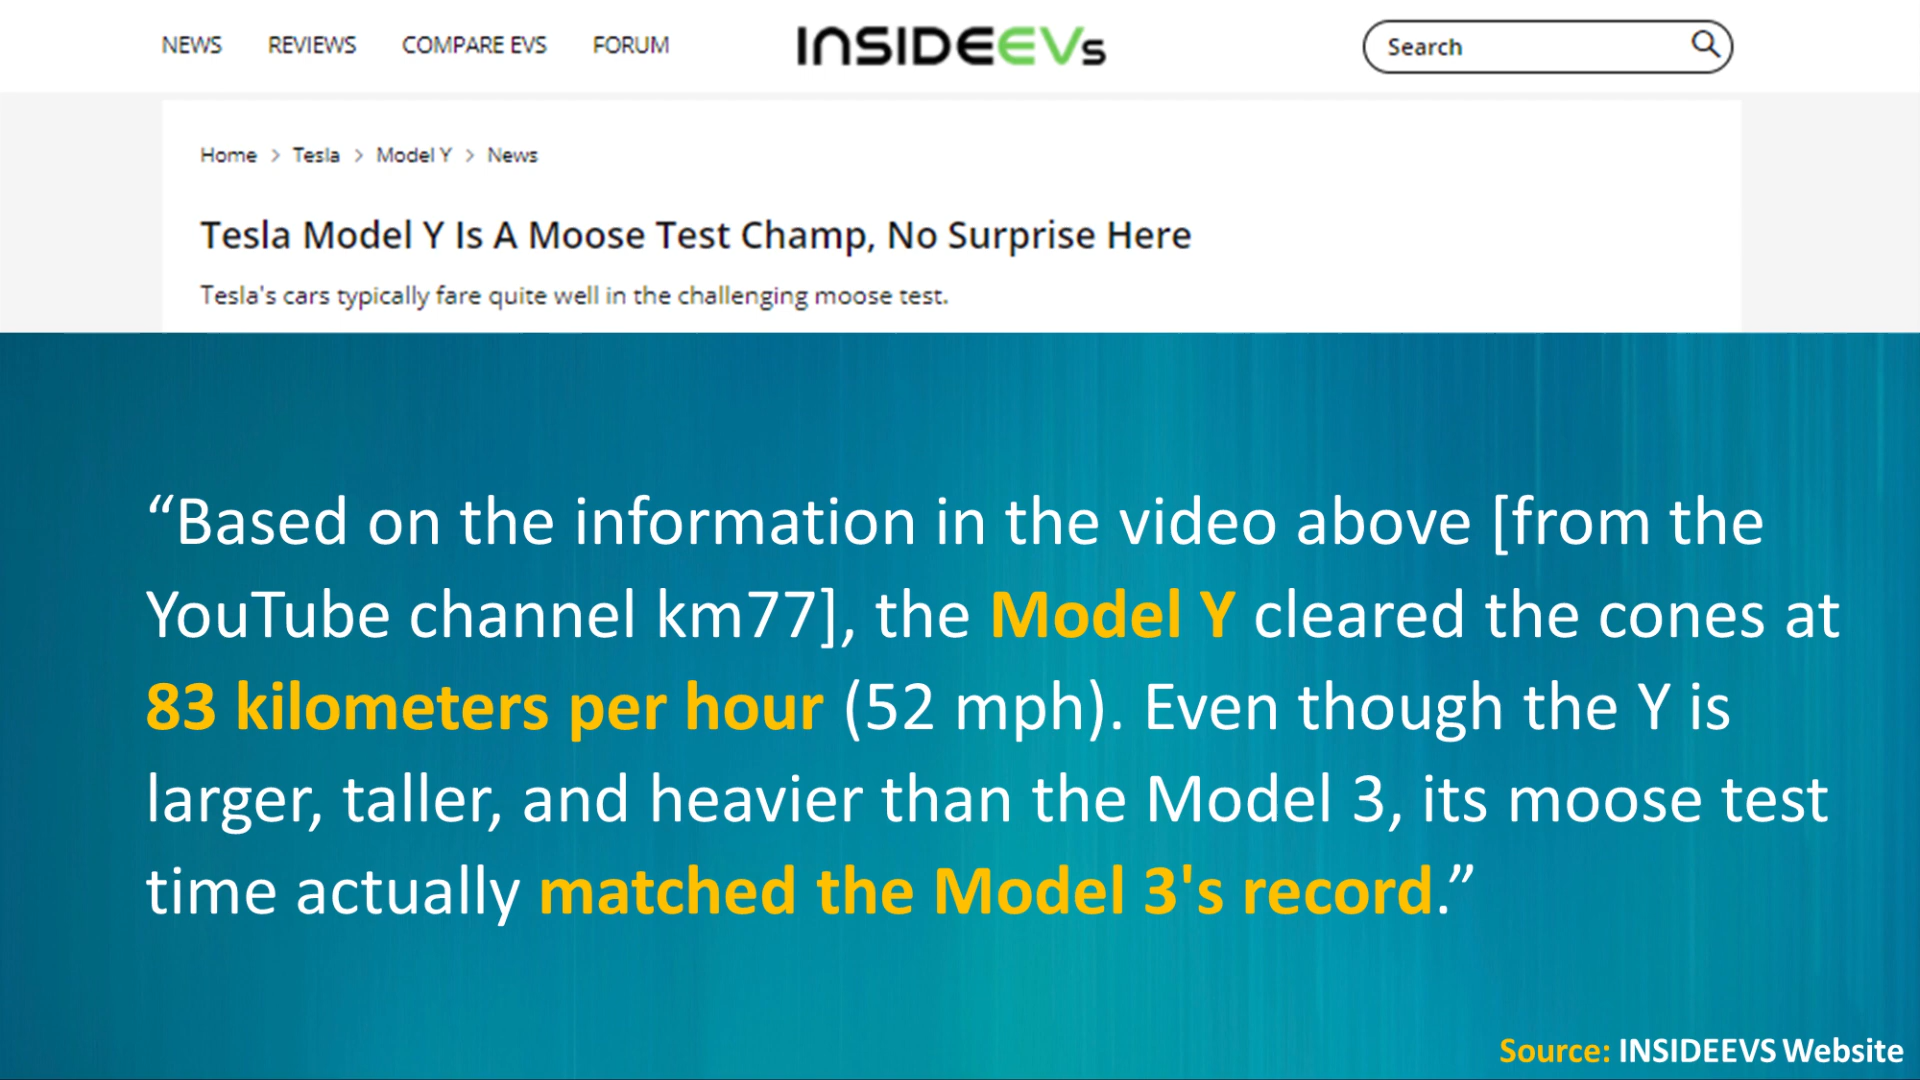 NEWS REVIEWS COMPARE EVS FORUM INSIDEEVs Search
Home > Tesla > Model Y > News
Tesla Model Y Is A Moose Test Champ, No Surprise Here
Tesla's cars typically fare quite well in the challenging moose test.
“Based on the information in the video above [from the
YouTube channel km77], the Model Y cleared the cones at
83 kilometers per hour (52 mph). Even though the Y is
larger, taller, and heavier than the Model 3, its moose test
time actually matched the Model 3's record.”
Source: INSIDEEVS Website